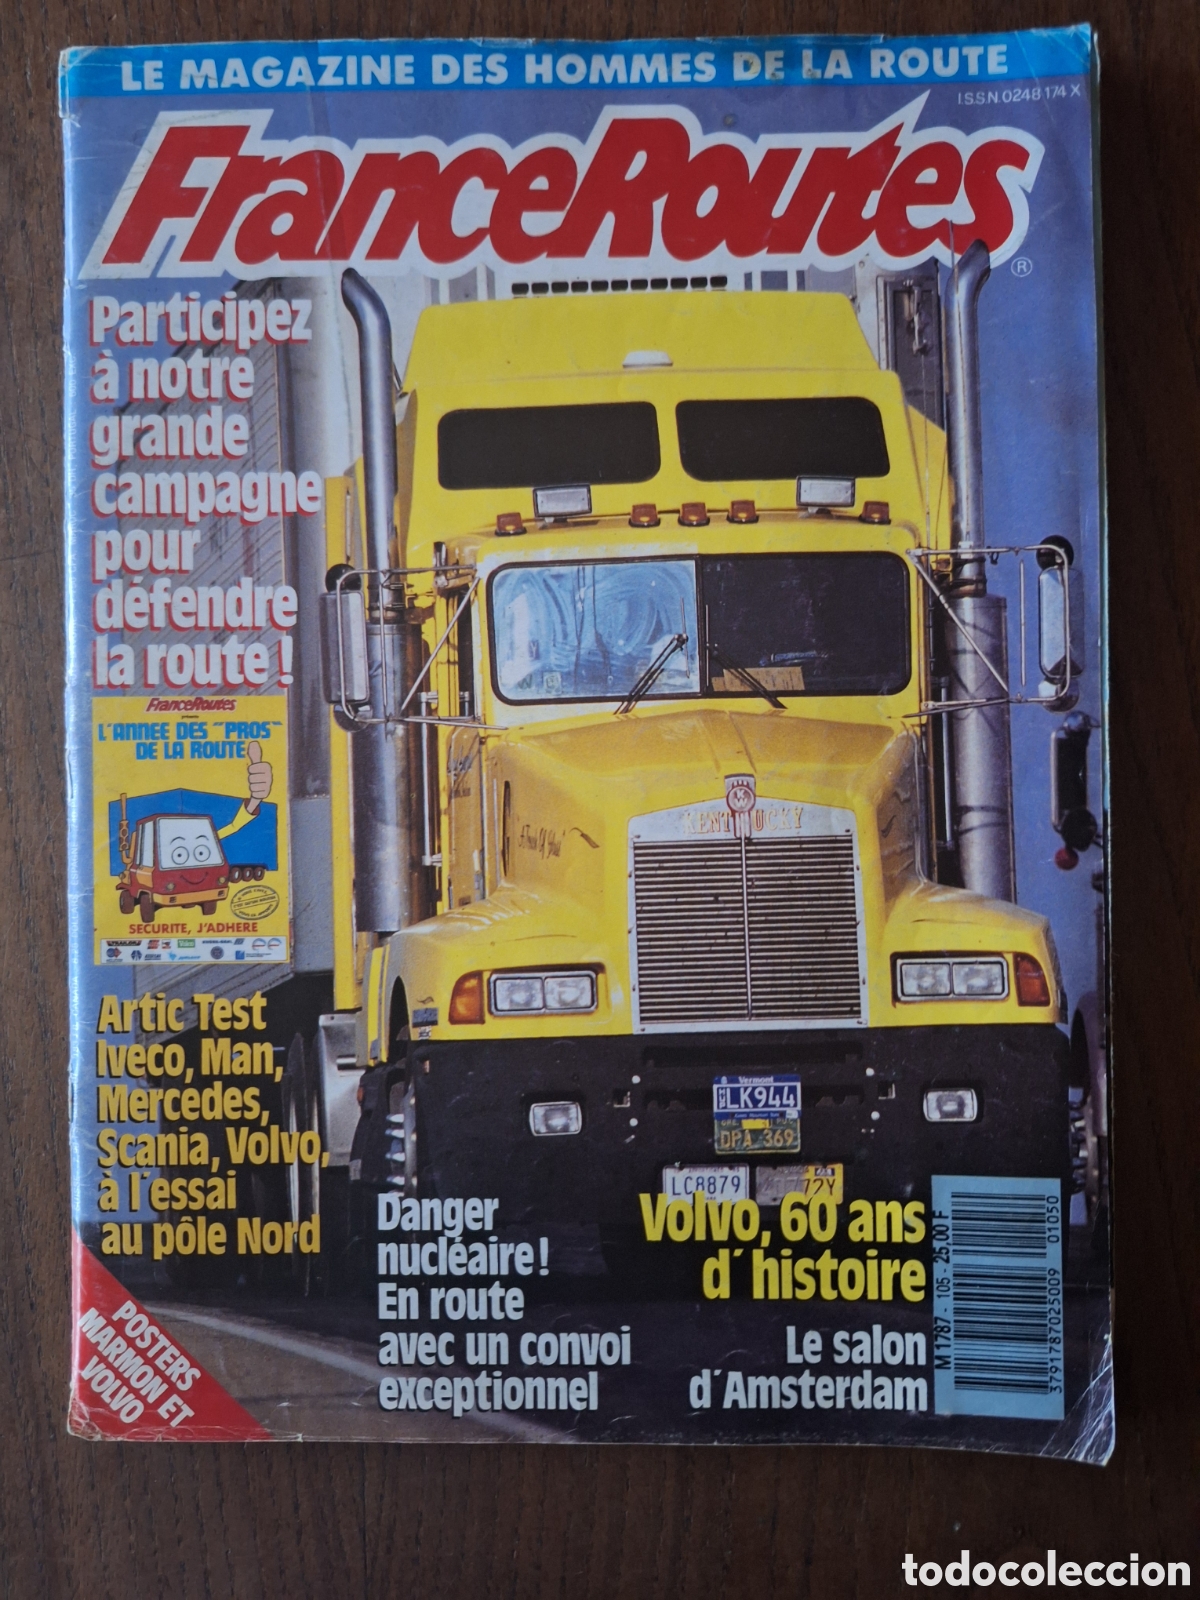 LE MAGAZINE DES HOMMES DE LA ROUTE
I.S.S.N. 0248 174 X
FranceRoutes
®
Participez
à notre
grande
campagne
pour
défendre
la route !
FranceRoutes
L'ANNEE DES "PROS"
DE LA ROUTE
SECURITE, J'ADHERE
KENTUCKY
Artic Test
Iveco, Man,
Mercedes,
Scania, Volvo,
à l'essai
au pôle Nord
Vermont
LK944
DPA 369
LC8879
772Y
Danger
nucléaire !
En route
avec un convoi
exceptionnel
Volvo, 60 ans
d'histoire
Le salon
d'Amsterdam
M 1787 - 105 - 25,00 F
3791787025009 01050
POSTERS
MARMON ET
VOLVO
todocoleccion